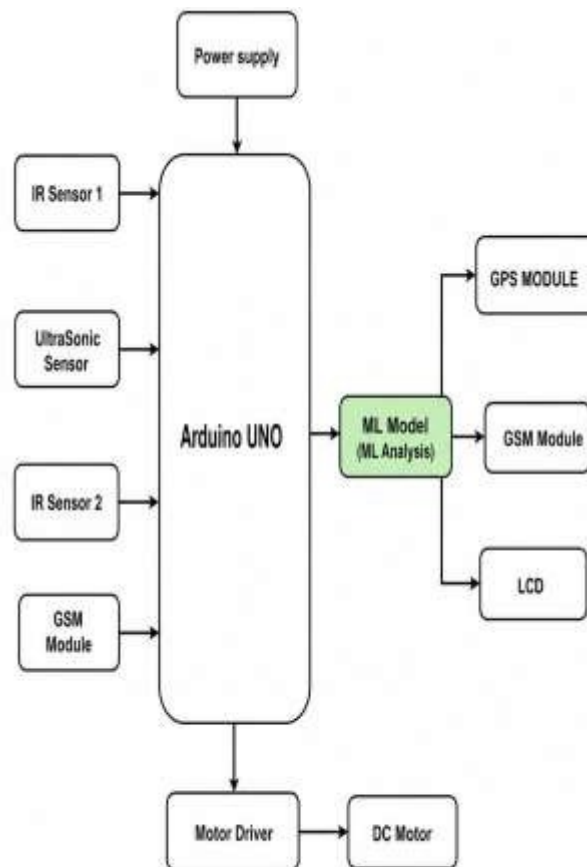 Power supply
IR Sensor 1
UltraSonic
Sensor
IR Sensor 2
GSM
Module
Arduino UNO
ML Model
(ML Analysis)
GPS MODULE
GSM Module
LCD
Motor Driver
DC Motor